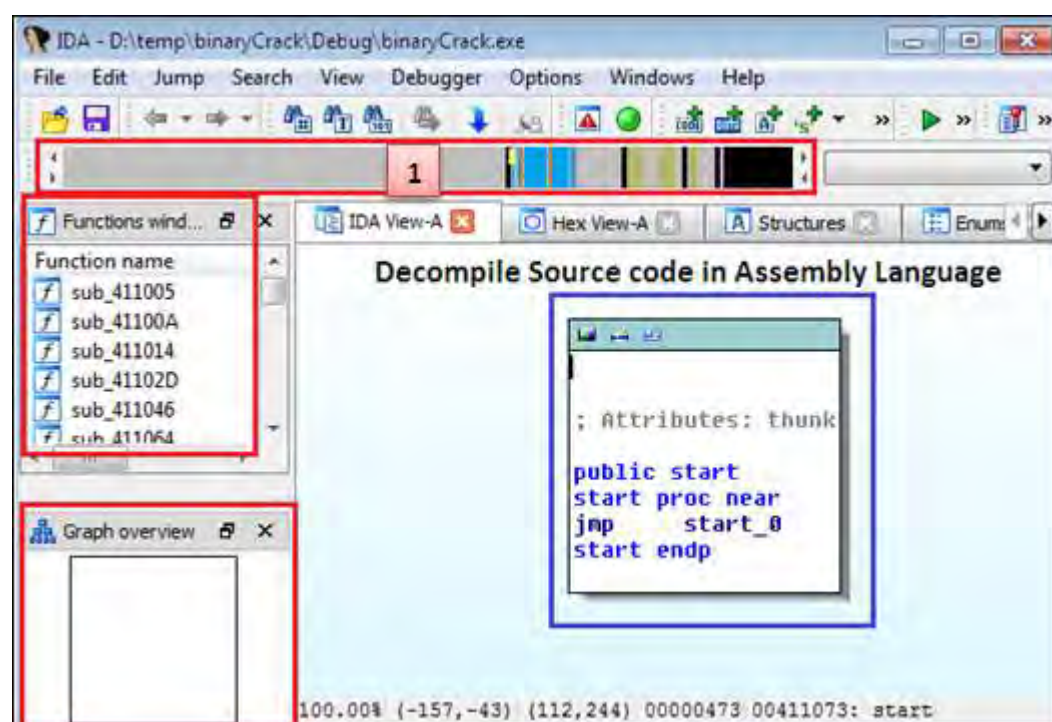 IDA - D:\temp\binaryCrack\Debug\binaryCrack.exe
File Edit Jump Search View Debugger Options Windows Help
1
Functions wind...
IDA View-A
Hex View-A
Structures
Enums
Function name
sub_411005
sub_41100A
sub_411014
sub_41102D
sub_411046
sub_411064
Graph overview
Decompile Source code in Assembly Language
; Attributes: thunk
public start
start proc near
jmp start_0
start endp
100.00% (-157,-43) (112,244) 00000473 00411073: start